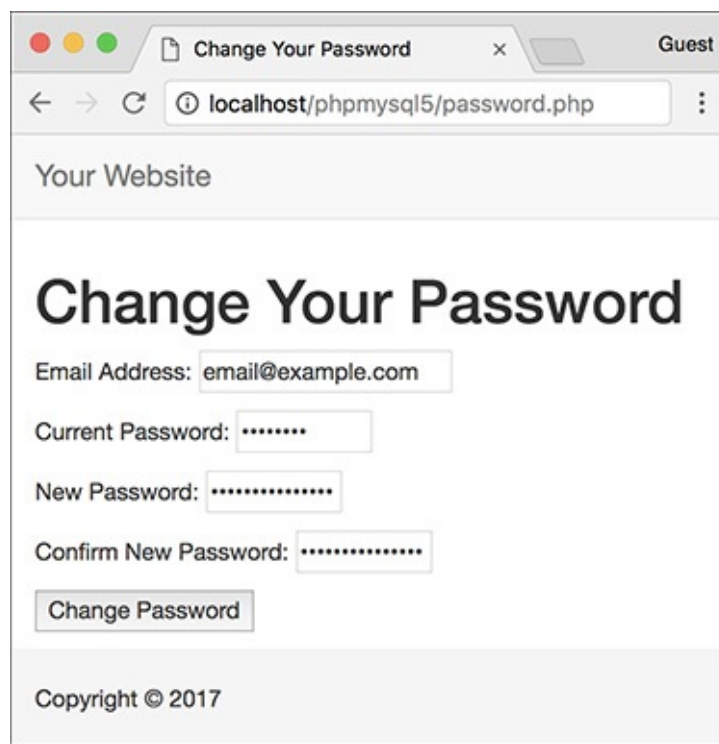 Change Your Password
Guest
localhost/phpmysql5/password.php
Your Website
Change Your Password
Email Address: email@example.com
Current Password: ••••••••
New Password: •••••••••••••••
Confirm New Password: •••••••••••••••
Change Password
Copyright © 2017